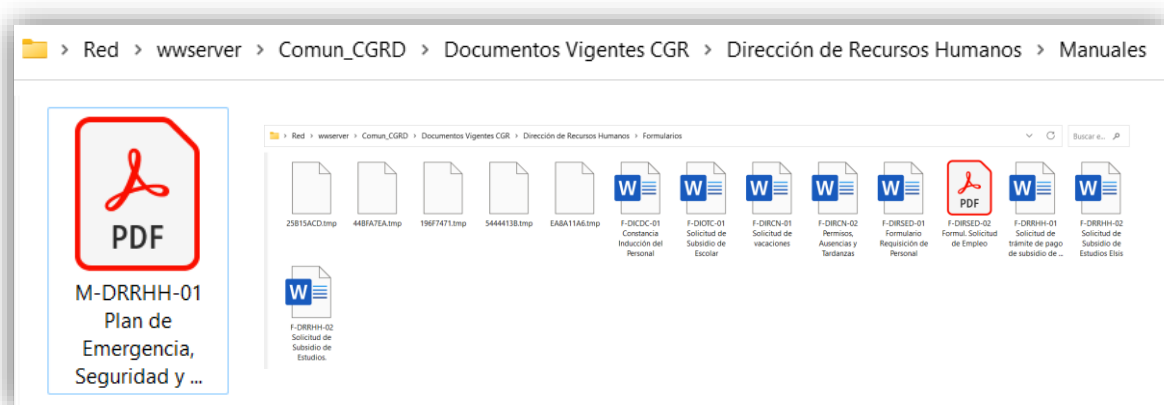 > Red > wwserver > Comun_CGRD > Documentos Vigentes CGR > Dirección de Recursos Humanos > Manuales
PDF
M-DRRHH-01
Plan de
Emergencia,
Seguridad y ...
> Red > wwserver > Comun_CGRD > Documentos Vigentes CGR > Dirección de Recursos Humanos > Formularios
Buscar e...
25B15ACD.tmp
44BFA7EA.tmp
196F7471.tmp
5444413B.tmp
EA8A11A6.tmp
W
F-DICDC-01
Constancia
Inducción del
Personal
W
F-DIOTC-01
Solicitud de
Subsidio de
Escolar
W
F-DIRCN-01
Solicitud de
vacaciones
W
F-DIRCN-02
Permisos,
Ausencias y
Tardanzas
W
F-DIRSED-01
Formulario
Requisición de
Personal
PDF
F-DIRSED-02
Formul. Solicitud
de Empleo
W
F-DRRHH-01
Solicitud de
trámite de pago
de subsidio de ...
W
F-DRRHH-02
Solicitud de
Subsidio de
Estudios Elsis
W
F-DRRHH-02
Solicitud de
Subsidio de
Estudios.